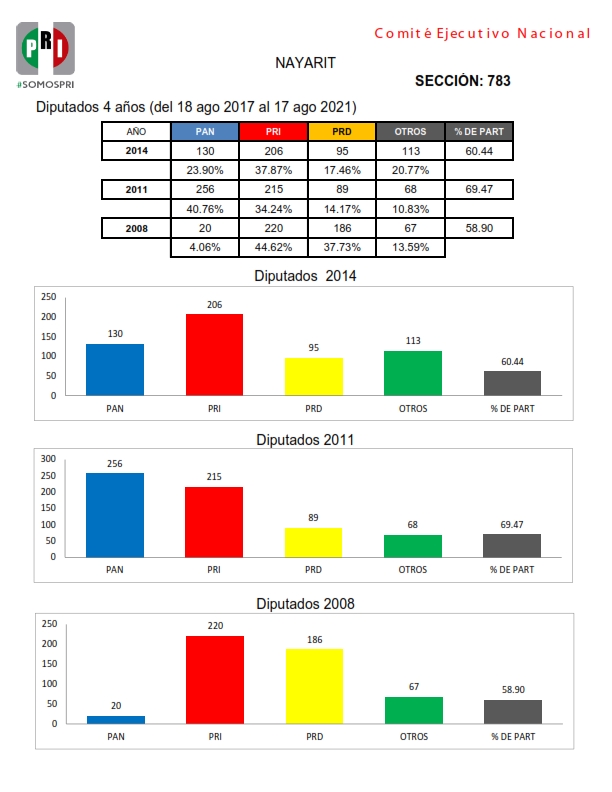 Comité Ejecutivo Nacional
PRI
#SOMOSPRI
NAYARIT
SECCIÓN: 783
Diputados 4 años (del 18 ago 2017 al 17 ago 2021)
AÑO PAN PRI PRD OTROS % DE PART
2014 130 206 95 113 60.44
23.90% 37.87% 17.46% 20.77%
2011 256 215 89 68 69.47
40.76% 34.24% 14.17% 10.83%
2008 20 220 186 67 58.90
4.06% 44.62% 37.73% 13.59%
Diputados 2014
250
200
150
100
50
0
130 206 95 113 60.44
PAN PRI PRD OTROS % DE PART
Diputados 2011
300
250
200
150
100
50
0
256 215 89 68 69.47
PAN PRI PRD OTROS % DE PART
Diputados 2008
250
200
150
100
50
0
20 220 186 67 58.90
PAN PRI PRD OTROS % DE PART